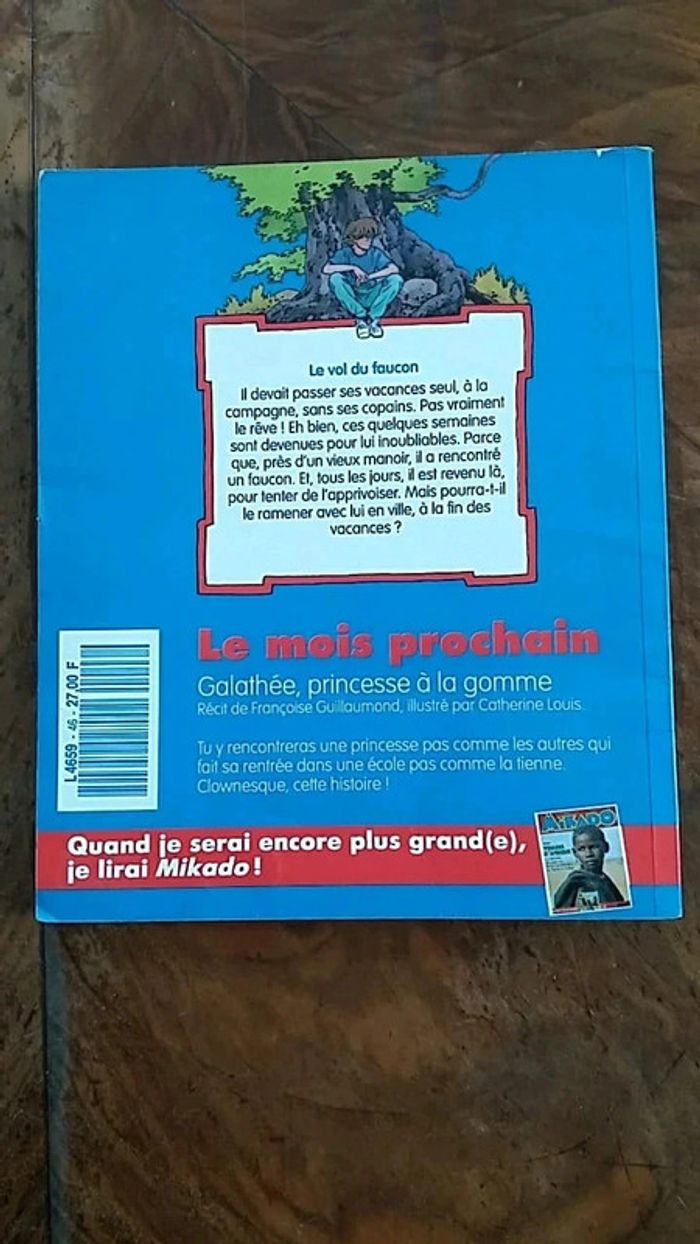 Le vol du faucon
Il devait passer ses vacances seul, à la
campagne, sans ses copains. Pas vraiment
le rêve ! Eh bien, ces quelques semaines
sont devenues pour lui inoubliables. Parce
que, près d'un vieux manoir, il a rencontré
un faucon. Et, tous les jours, il est revenu là,
pour tenter de l'apprivoiser. Mais pourra-t-il
le ramener avec lui en ville, à la fin des
vacances ?
Le mois prochain
Galathée, princesse à la gomme
Récit de Françoise Guillaumond, illustré par Catherine Louis.
Tu y rencontreras une princesse pas comme les autres qui
fait sa rentrée dans une école pas comme la tienne.
Clownesque, cette histoire !
L4659 - 46 - 27,00 F
Quand je serai encore plus grand(e),
je lirai Mikado !
MIKADO